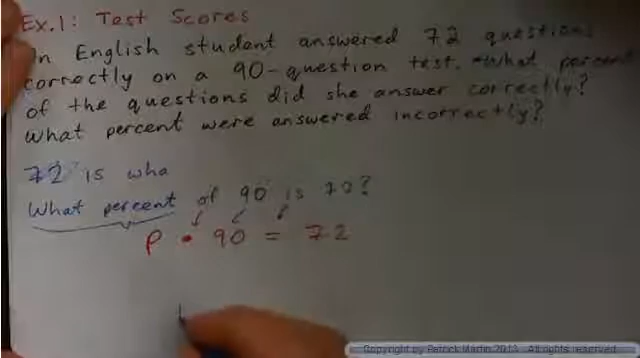 Ex.1: Test Scores
An English student answered 72 questions
correctly on a 90-question test. What percent
of the questions did she answer correctly?
What percent were answered incorrectly?
72 is wha
What percent of 90 is 72?
P • 90 = 72
Copyright by Patrick Martin 2013 All rights reserved